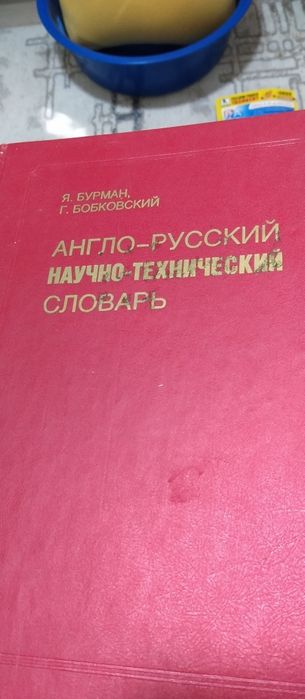 Я. БУРМАН,
Г. БОБКОВСКИЙ
АНГЛО-РУССКИЙ
НАУЧНО-ТЕХНИЧЕСКИЙ
СЛОВАРЬ